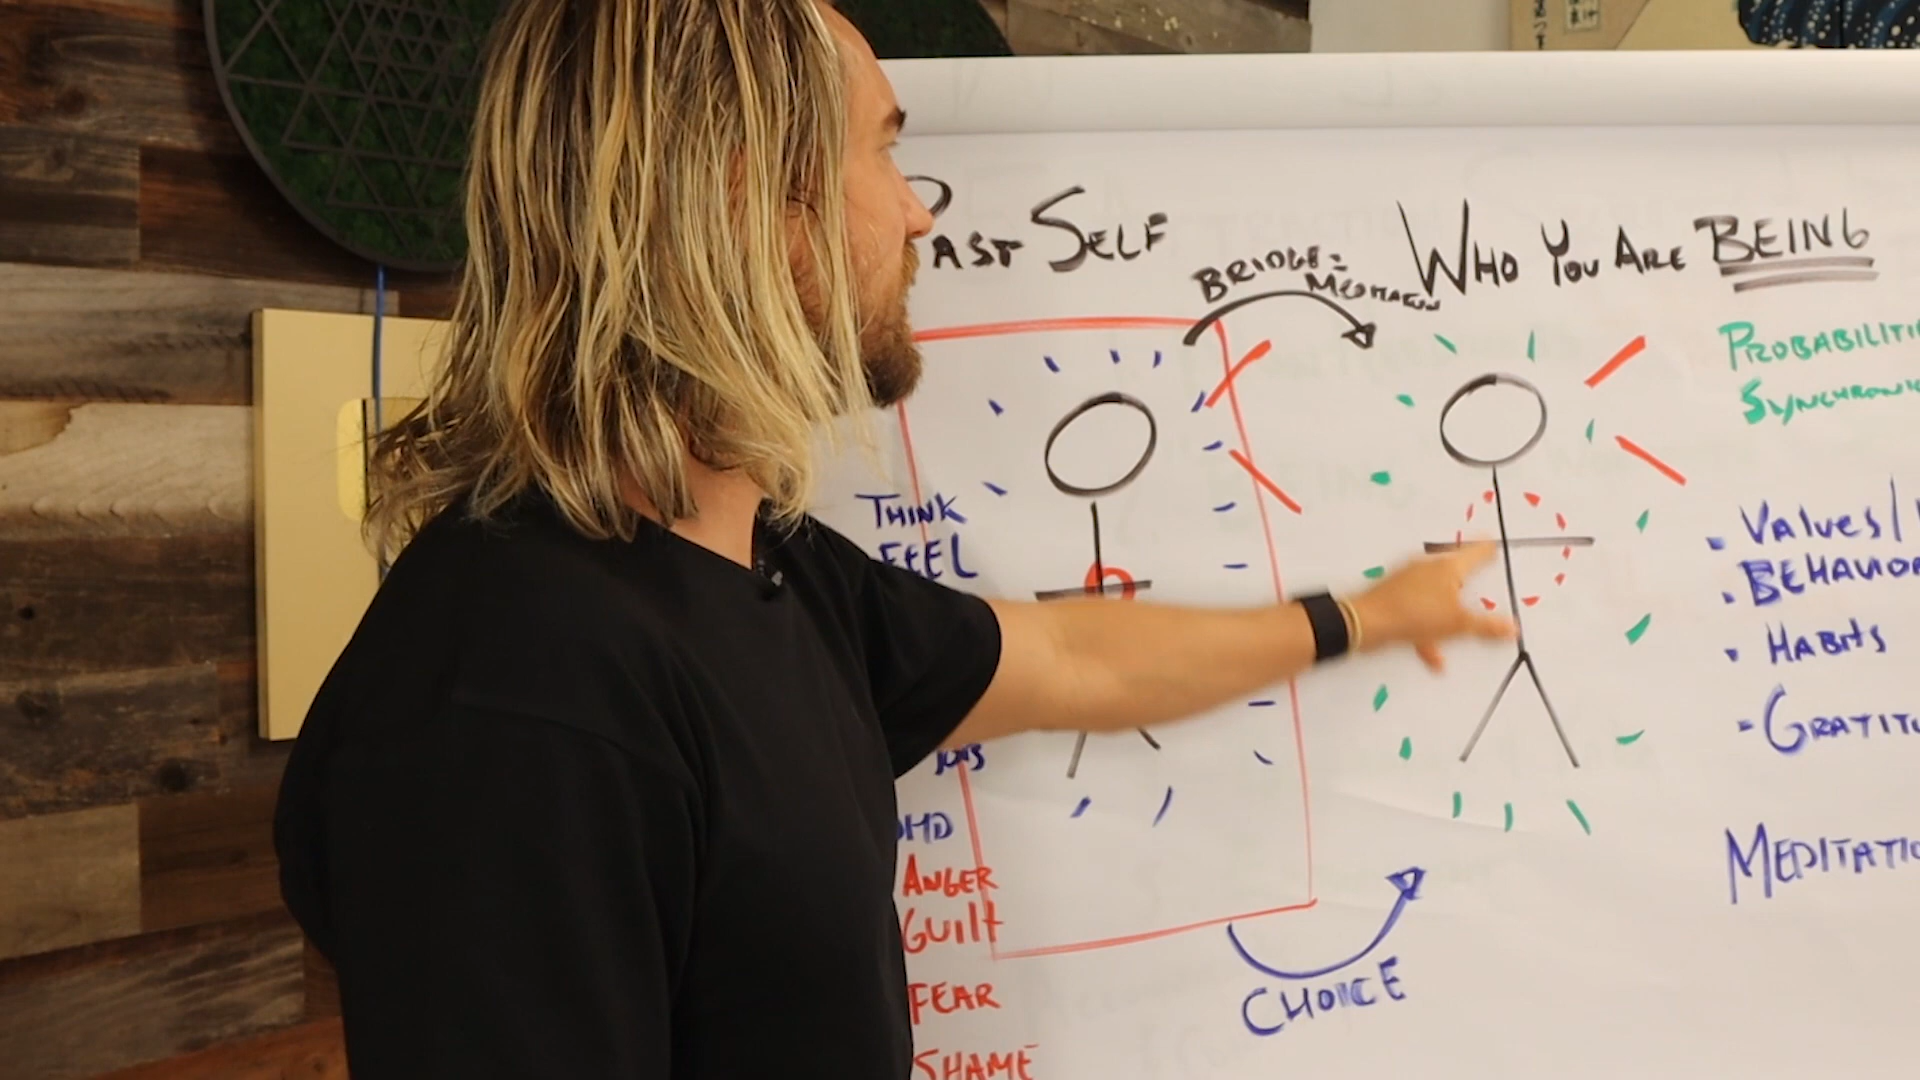 PAST SELF
BRIDGE =
MEDITATION
WHO YOU ARE BEING
THINK
FEEL
ANGER
GUILT
FEAR
SHAME
CHOICE
PROBABILITI
SYNCHRONI
• VALUES/
• BEHAVIOR
• HABITS
• GRATITU
MEDITATIO